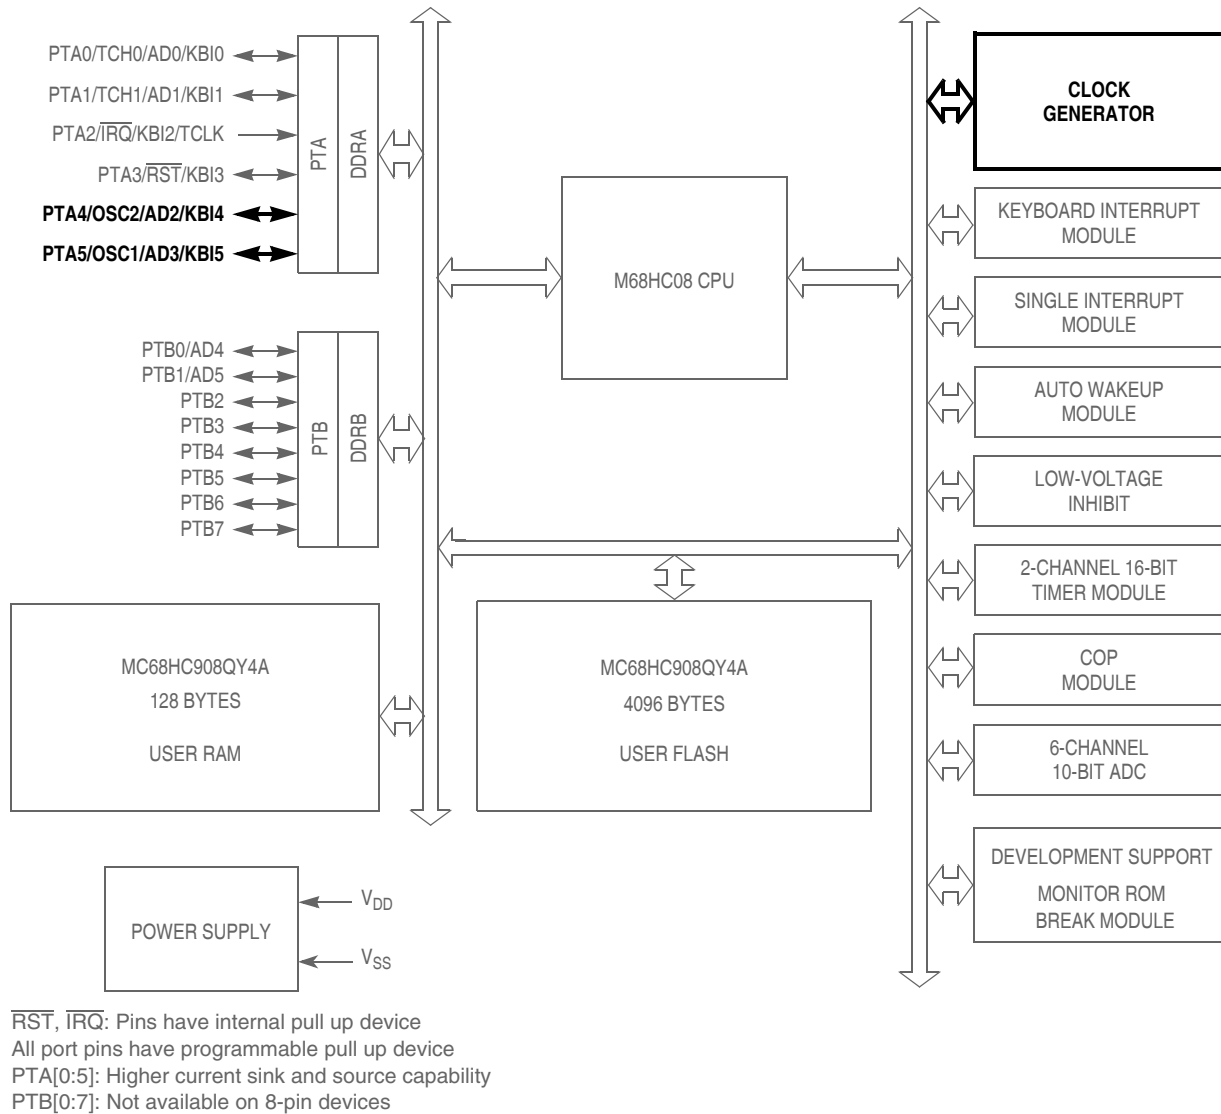 PTA0/TCH0/AD0/KBI0
PTA1/TCH1/AD1/KBI1
PTA2/IRQ/KBI2/TCLK
PTA3/RST/KBI3
PTA4/OSC2/AD2/KBI4
PTA5/OSC1/AD3/KBI5
PTA
DDRA
PTB0/AD4
PTB1/AD5
PTB2
PTB3
PTB4
PTB5
PTB6
PTB7
PTB
DDRB
M68HC08 CPU
MC68HC908QY4A
128 BYTES
USER RAM
MC68HC908QY4A
4096 BYTES
USER FLASH
POWER SUPPLY
VDD
VSS
CLOCK
GENERATOR
KEYBOARD INTERRUPT
MODULE
SINGLE INTERRUPT
MODULE
AUTO WAKEUP
MODULE
LOW-VOLTAGE
INHIBIT
2-CHANNEL 16-BIT
TIMER MODULE
COP
MODULE
6-CHANNEL
10-BIT ADC
DEVELOPMENT SUPPORT
MONITOR ROM
BREAK MODULE
RST, IRQ: Pins have internal pull up device
All port pins have programmable pull up device
PTA[0:5]: Higher current sink and source capability
PTB[0:7]: Not available on 8-pin devices